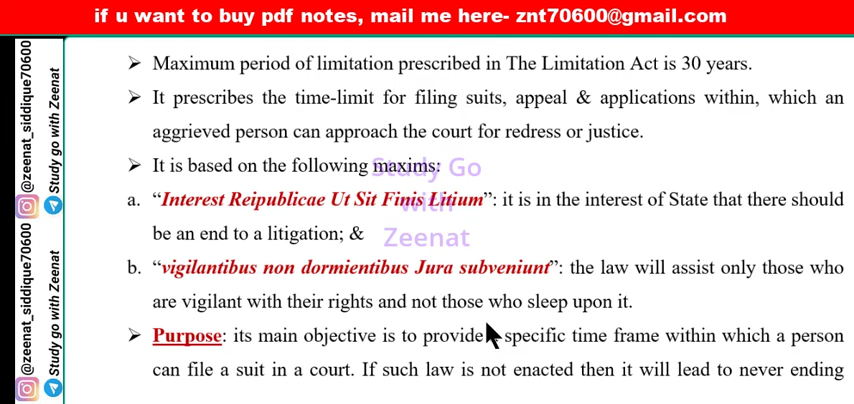 if u want to buy pdf notes, mail me here- znt70600@gmail.com
➤ Maximum period of limitation prescribed in The Limitation Act is 30 years.
➤ It prescribes the time-limit for filing suits, appeal & applications within, which an
aggrieved person can approach the court for redress or justice.
➤ It is based on the following maxims:
a. “Interest Reipublicae Ut Sit Finis Litium”: it is in the interest of State that there should
be an end to a litigation; &
b. “vigilantibus non dormientibus Jura subveniunt”: the law will assist only those who
are vigilant with their rights and not those who sleep upon it.
➤ Purpose: its main objective is to provide specific time frame within which a person
can file a suit in a court. If such law is not enacted then it will lead to never ending
Study Go
with
Zeenat
@zeenat_siddique70600
Study go with Zeenat
@zeenat_siddique70600
Study go with Zeenat